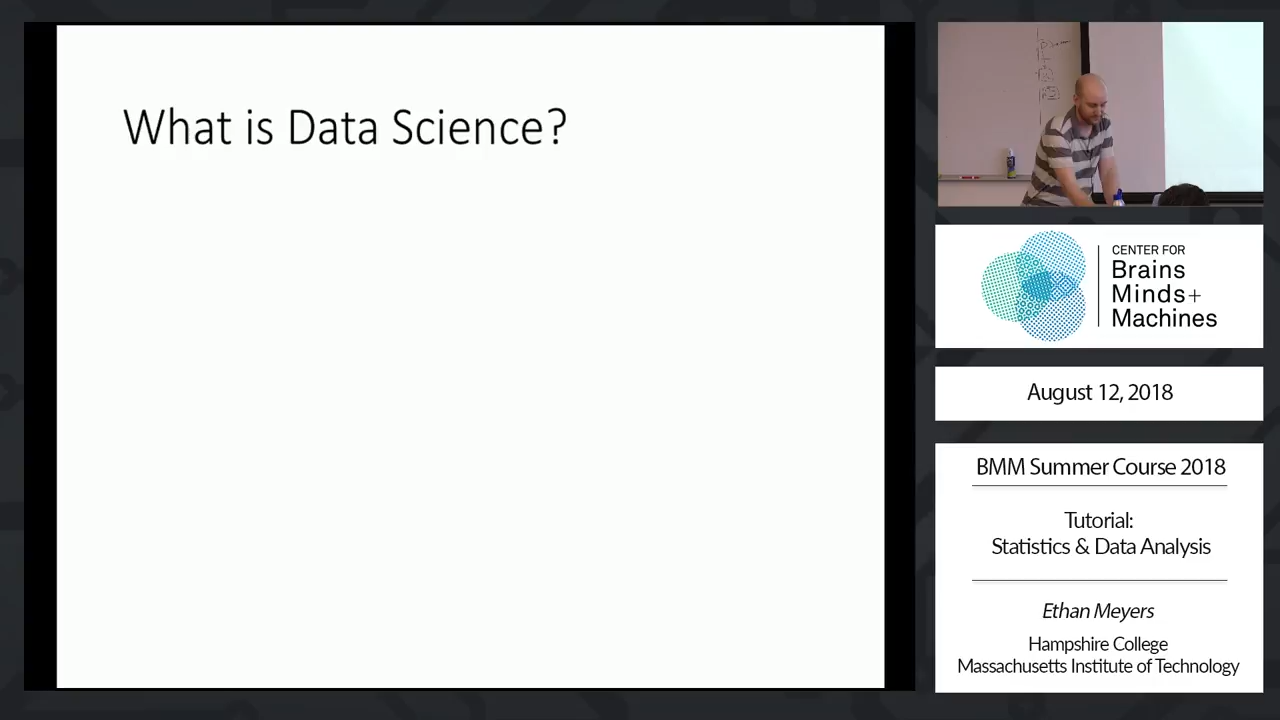 What is Data Science?
CENTER FOR
Brains
Minds+
Machines
August 12, 2018
BMM Summer Course 2018
Tutorial:
Statistics & Data Analysis
Ethan Meyers
Hampshire College
Massachusetts Institute of Technology